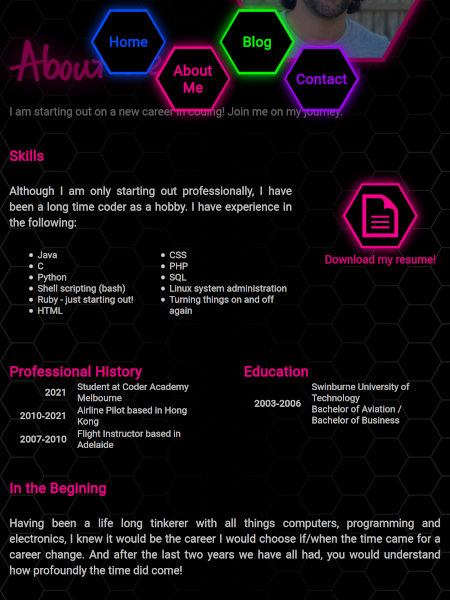 Home
Blog
About
Me
Contact
About
I am starting out on a new career in coding! Join me on my journey.
Skills
Although I am only starting out professionally, I have
been a long time coder as a hobby. I have experience in
the following:
Java
C
Python
Shell scripting (bash)
Ruby - just starting out!
HTML
CSS
PHP
SQL
Linux system administration
Turning things on and off
again
Download my resume!
Professional History
2021 Student at Coder Academy
Melbourne
2010-2021 Airline Pilot based in Hong
Kong
2007-2010 Flight Instructor based in
Adelaide
Education
2003-2006 Swinburne University of
Technology
Bachelor of Aviation /
Bachelor of Business
In the Begining
Having been a life long tinkerer with all things computers, programming and
electronics, I knew it would be the career I would choose if/when the time came for a
career change. And after the last two years we have all had, you would understand
how profoundly the time did come!